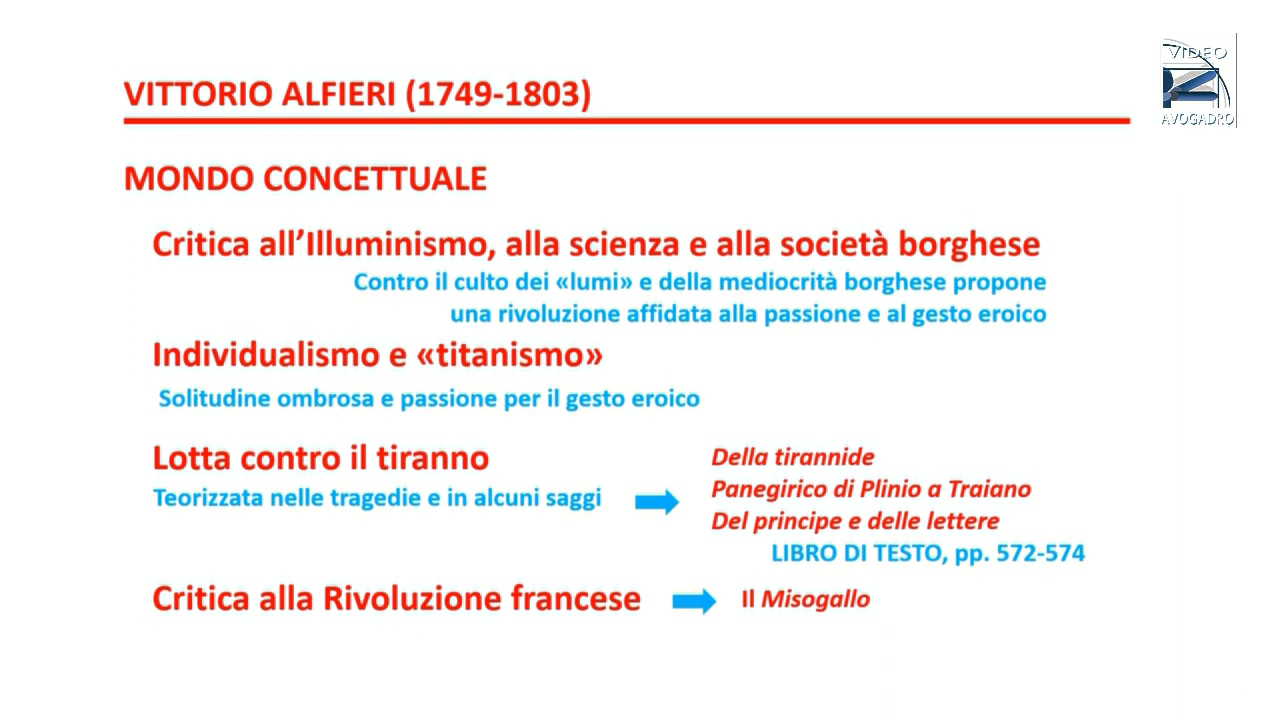 VIDEO
AVOGADRO
VITTORIO ALFIERI (1749-1803)
MONDO CONCETTUALE
Critica all’Illuminismo, alla scienza e alla società borghese
Contro il culto dei «lumi» e della mediocrità borghese propone
una rivoluzione affidata alla passione e al gesto eroico
Individualismo e «titanismo»
Solitudine ombrosa e passione per il gesto eroico
Lotta contro il tiranno
Teorizzata nelle tragedie e in alcuni saggi
Della tirannide
Panegirico di Plinio a Traiano
Del principe e delle lettere
LIBRO DI TESTO, pp. 572-574
Critica alla Rivoluzione francese
Il Misogallo